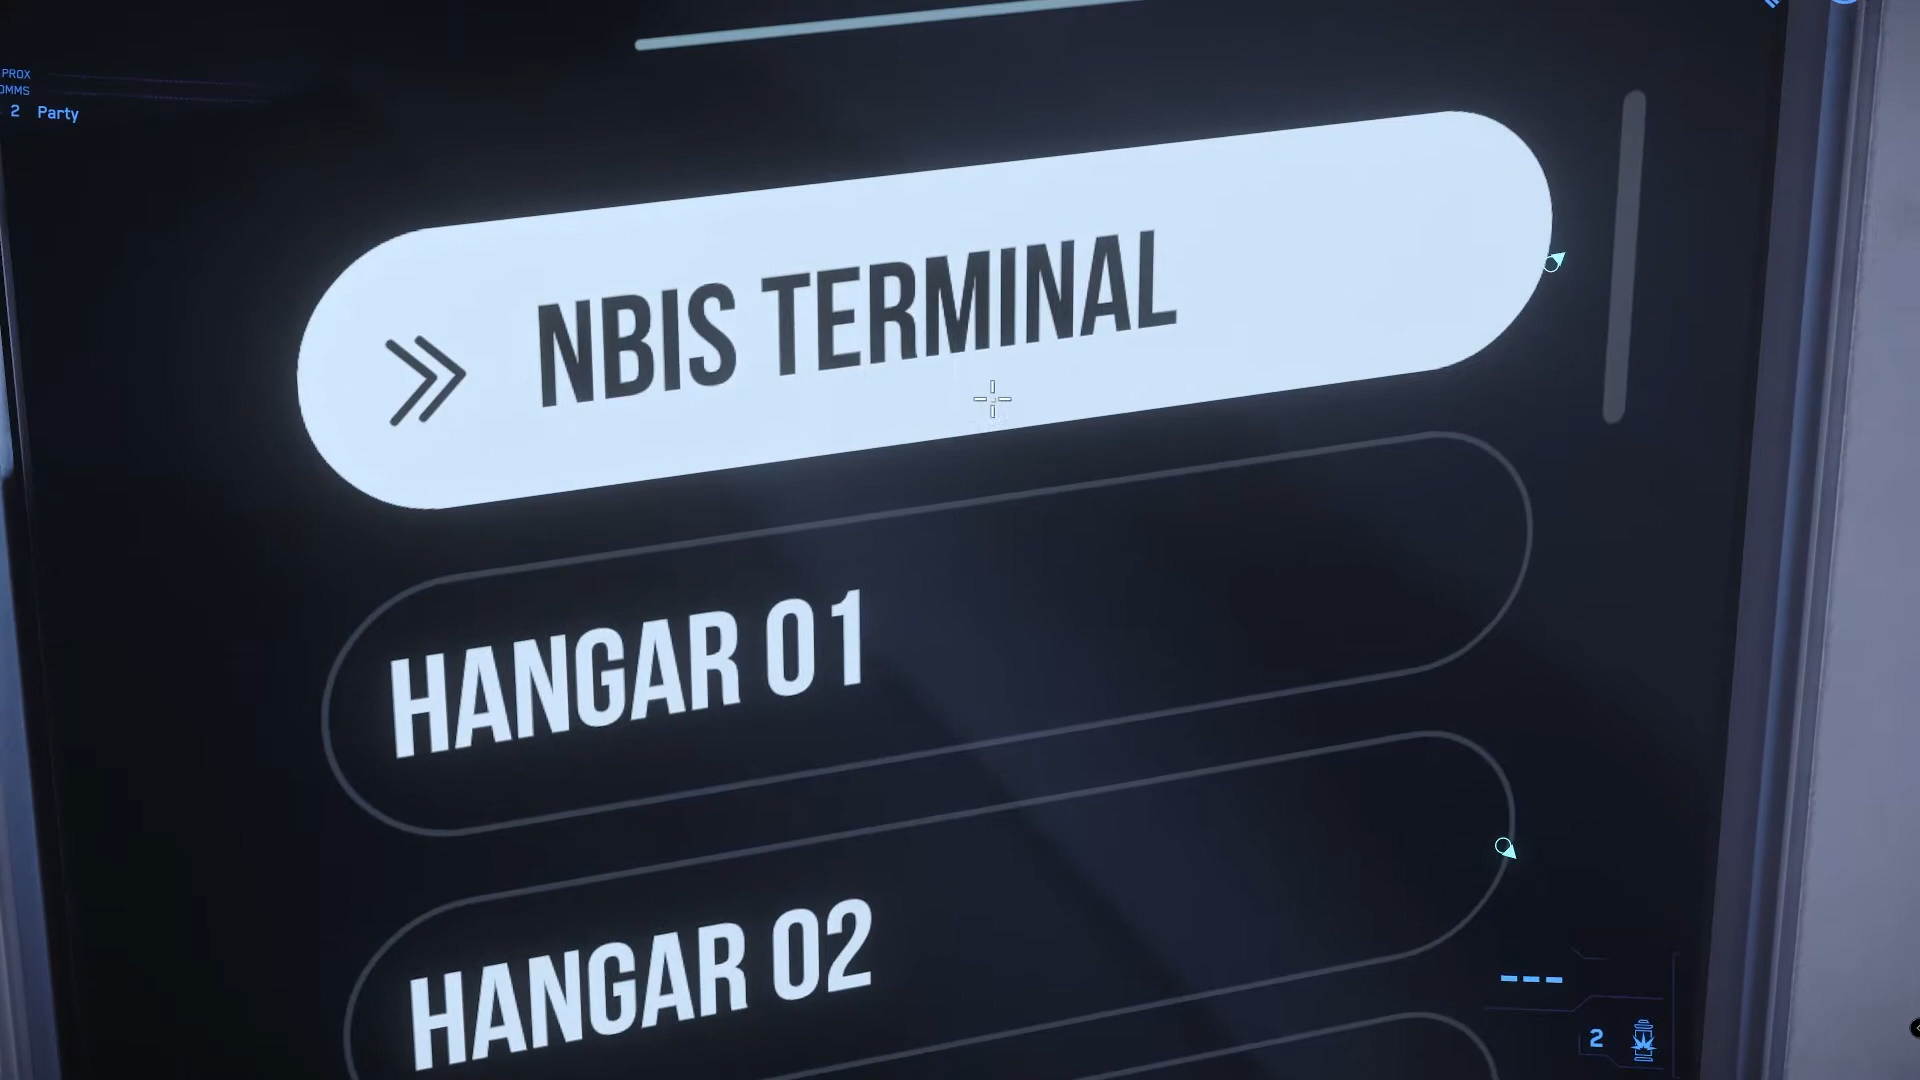 PROX
OMMS
2 Party
NBIS TERMINAL
HANGAR 01
HANGAR 02
2